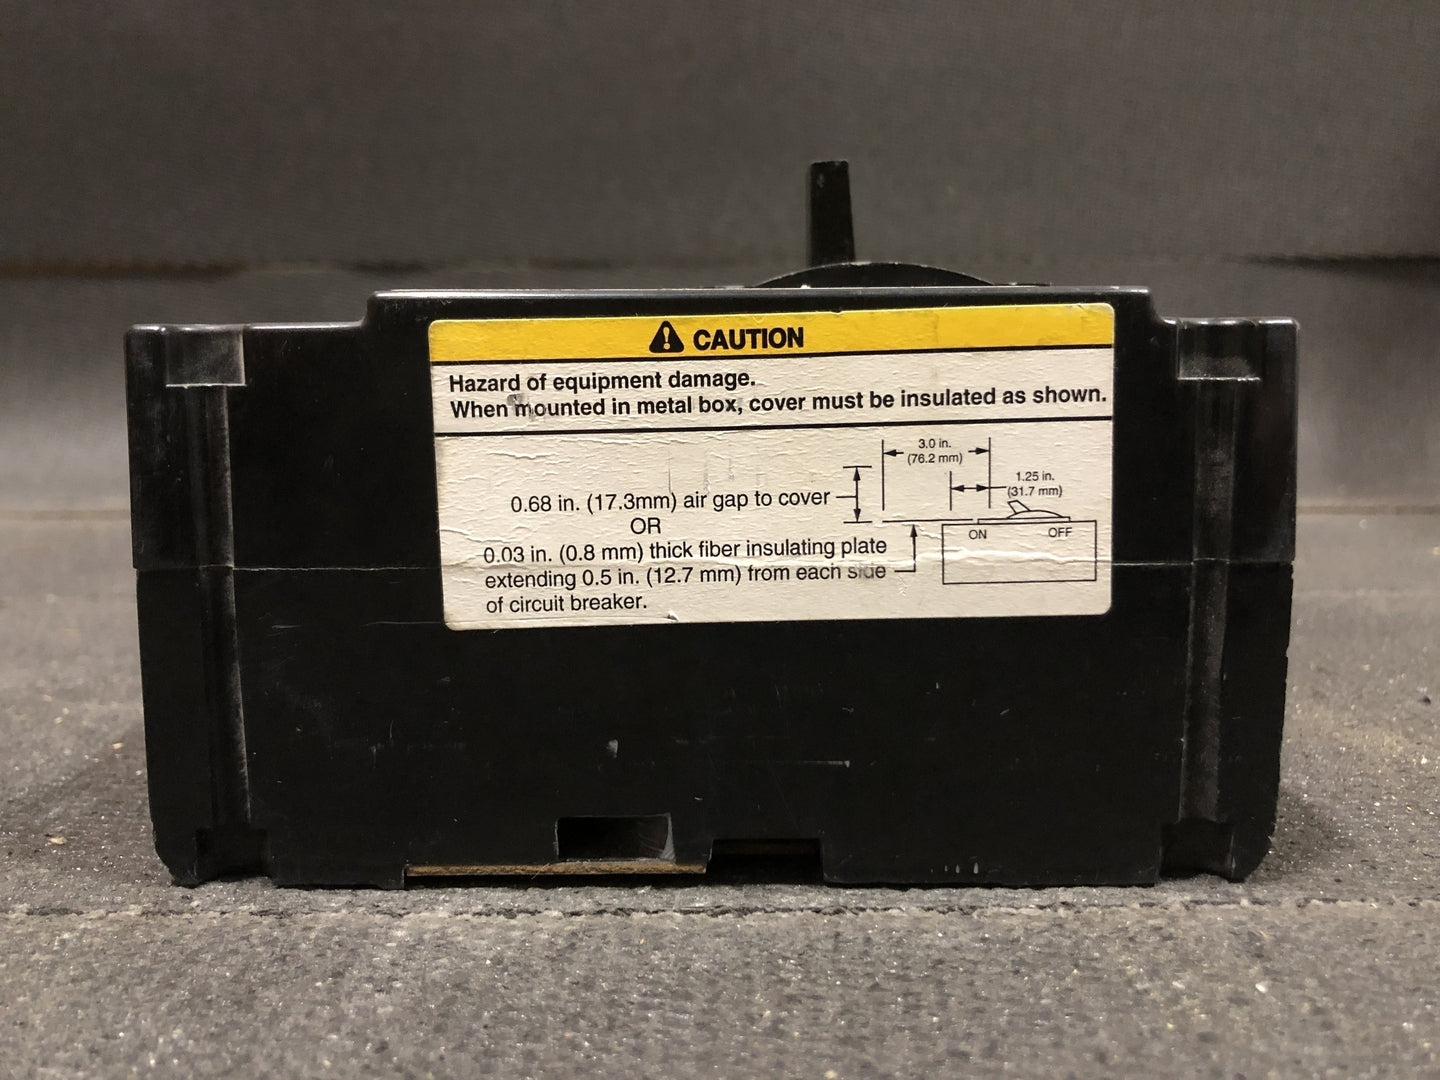 CAUTION
Hazard of equipment damage.
When mounted in metal box, cover must be insulated as shown.
3.0 in.
(76.2 mm)
1.25 in.
(31.7 mm)
0.68 in. (17.3mm) air gap to cover
OR
0.03 in. (0.8 mm) thick fiber insulating plate
extending 0.5 in. (12.7 mm) from each side
of circuit breaker.
ON OFF